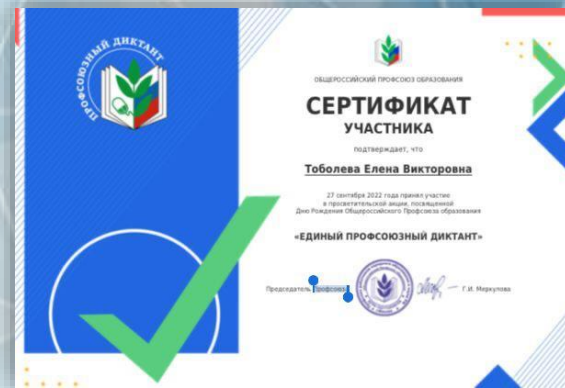 ПРОФСОЮЗНЫЙ ДИКТАНТ
ОБЩЕРОССИЙСКИЙ ПРОФСОЮЗ ОБРАЗОВАНИЯ
СЕРТИФИКАТ
УЧАСТНИКА
подтверждает, что
Тоболева Елена Викторовна
27 сентября 2022 года принял участие
в просветительской акции, посвященной
Дню Рождения Общероссийского Профсоюза образования
«ЕДИНЫЙ ПРОФСОЮЗНЫЙ ДИКТАНТ»
Председатель Профсоюза Г.И. Меркулова